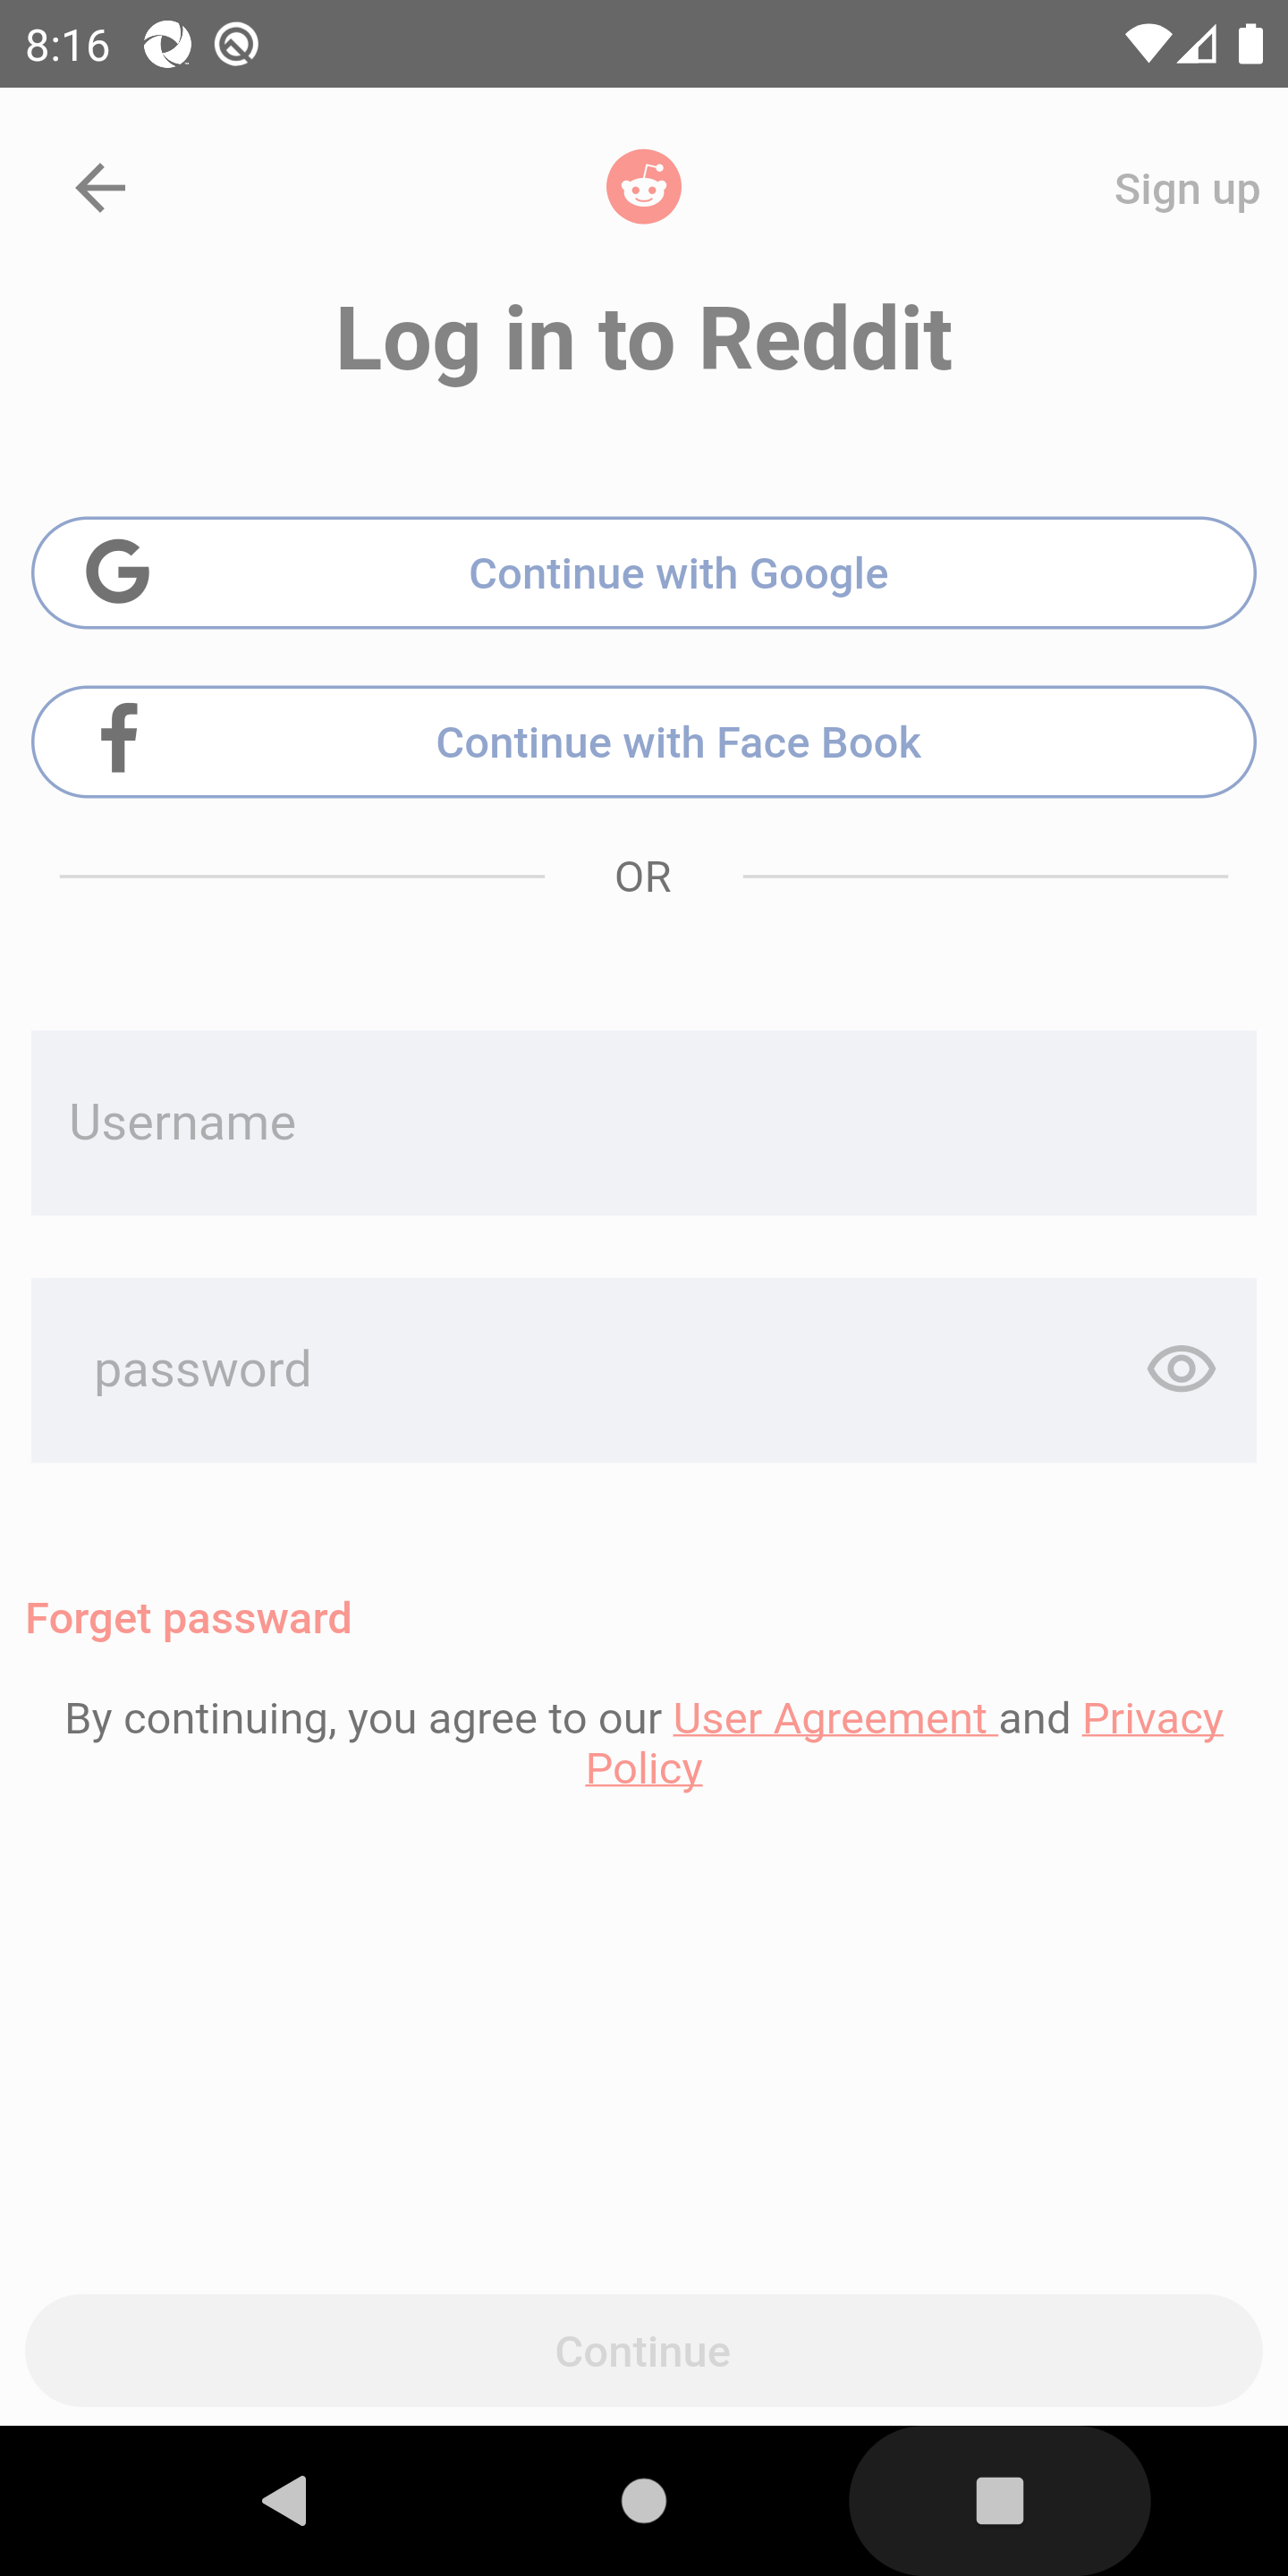 8:16
Sign up
Log in to Reddit
Continue with Google
Continue with Face Book
OR
Username
password
Forget passward
By continuing, you agree to our User Agreement and Privacy
Policy
Continue